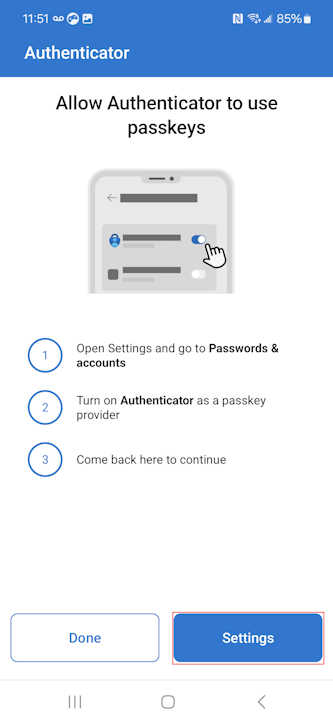 11:51 85%
Authenticator
Allow Authenticator to use
passkeys
1 Open Settings and go to Passwords &
accounts
2 Turn on Authenticator as a passkey
provider
3 Come back here to continue
Done Settings